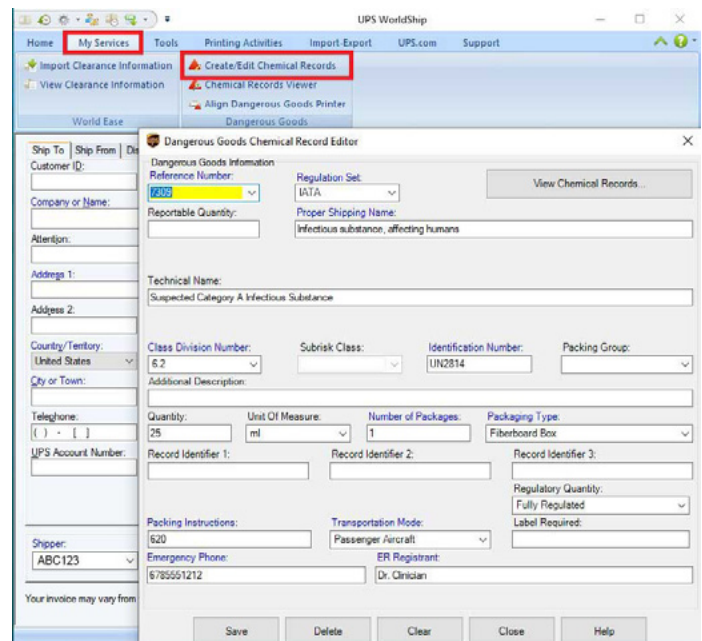 UPS WorldShip
Home My Services Tools Printing Activities Import-Export UPS.com Support
Import Clearance Information Create/Edit Chemical Records
View Clearance Information Chemical Records Viewer
Align Dangerous Goods Printer
World Ease Dangerous Goods
Ship To Ship From
Customer ID:
Company or Name:
Attention:
Address 1:
Address 2:
Country/Territory:
United States
City or Town:
Telephone:
( ) - [ ]
UPS Account Number:
Shipper:
ABC123
Your invoice may vary from
Dangerous Goods Chemical Record Editor
Dangerous Goods Information
Reference Number: Regulation Set:
7309 IATA View Chemical Records...
Reportable Quantity: Proper Shipping Name:
Infectious substance, affecting humans
Technical Name:
Suspected Category A Infectious Substance
Class Division Number: Subrisk Class: Identification Number: Packing Group:
6.2 UN2814
Additional Description:
Quantity: Unit Of Measure: Number of Packages: Packaging Type:
25 ml 1 Fiberboard Box
Record Identifier 1: Record Identifier 2: Record Identifier 3:
Regulatory Quantity:
Fully Regulated
Packing Instructions: Transportation Mode: Label Required:
620 Passenger Aircraft
Emergency Phone: ER Registrant:
6785551212 Dr. Clinician
Save Delete Clear Close Help